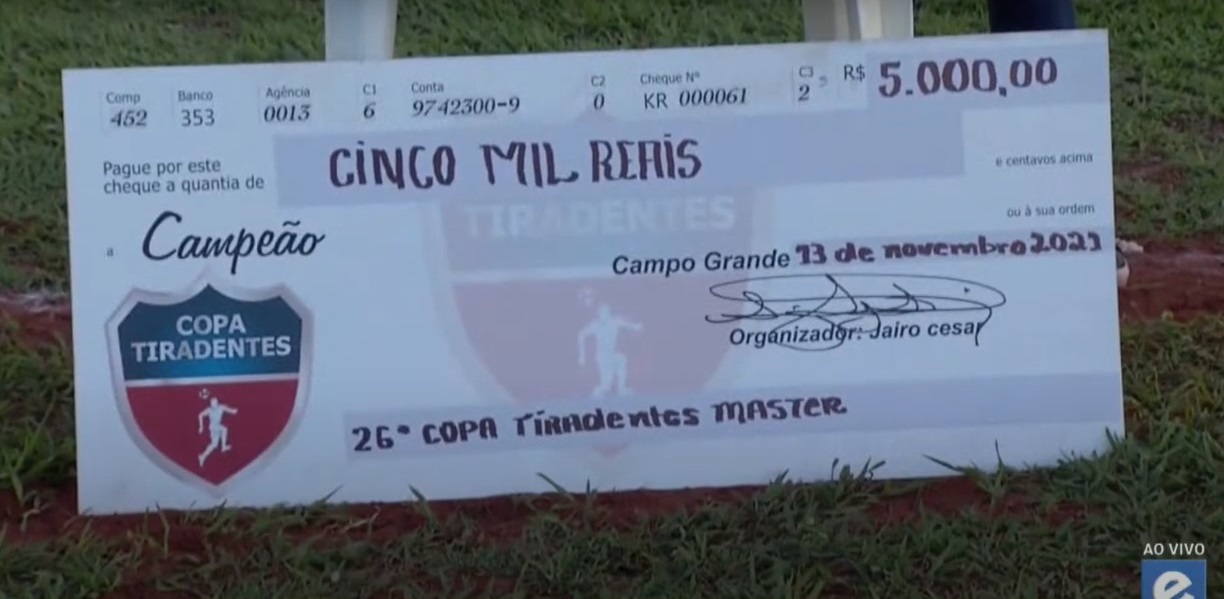 Comp Banco Agência C1 Conta C2 Cheque Nº C3 R$ 5.000,00
452 353 0013 6 9742300-9 0 KR 000061 2
Pague por este
cheque a quantia de
CINCO MIL REAIS
e centavos acima
a Campeão
ou à sua ordem
TIRADENTES
Campo Grande 13 de novembro 2021
Organizador: Jairo cesar
COPA
TIRADENTES
26ª COPA TIRADENTES MASTER
AO VIVO
e